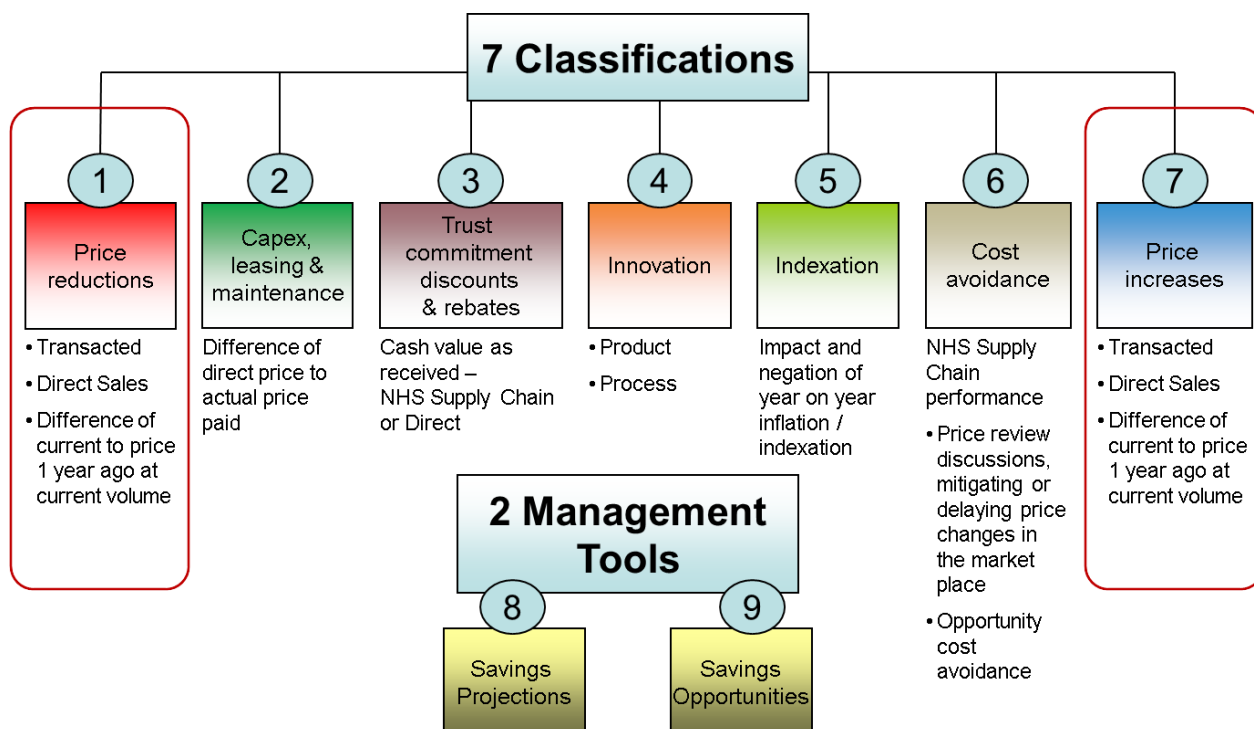 7 Classifications
1
Price
reductions
• Transacted
• Direct Sales
• Difference of
current to price
1 year ago at
current volume
2
Capex,
leasing &
maintenance
Difference of
direct price to
actual price
paid
3
Trust
commitment
discounts
& rebates
Cash value as
received –
NHS Supply Chain
or Direct
4
Innovation
• Product
• Process
5
Indexation
Impact and
negation of
year on year
inflation /
indexation
6
Cost
avoidance
NHS Supply
Chain
performance
• Price review
discussions,
mitigating or
delaying price
changes in
the market
place
• Opportunity
cost
avoidance
7
Price
increases
• Transacted
• Direct Sales
• Difference of
current to price
1 year ago at
current volume
2 Management
Tools
8
Savings
Projections
9
Savings
Opportunities